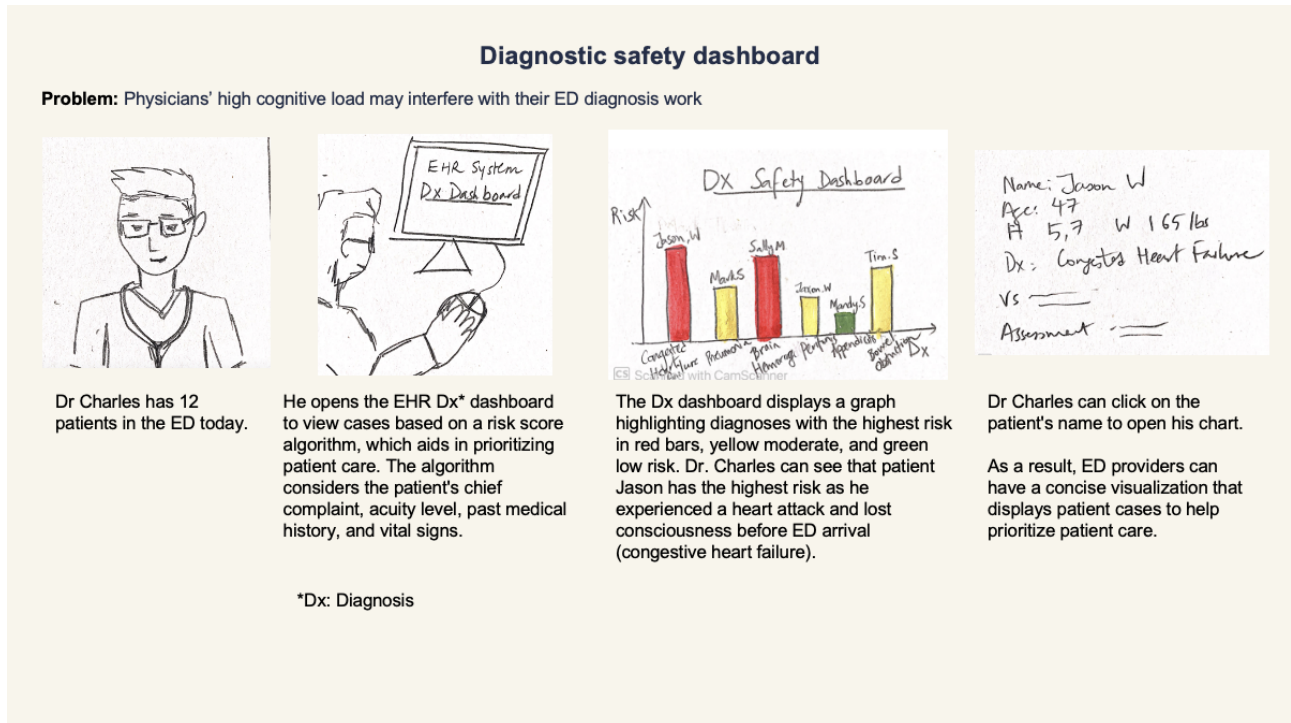 Diagnostic safety dashboard
Problem: Physicians' high cognitive load may interfere with their ED diagnosis work
EHR System
Dx Dashboard
Dx Safety Dashboard
Risk
Jason.W
Mark.S
Sally.M
Jason.W
Mandy.S
Tim.S
Congested
Heart
Pneumonia
Brain
Hemorrage
Appendicitis
Bowel
Dx
CS Scanned with CamScanner
Name: Jason W
Age: 47
H 5,7 W 165 lbs
Dx: Congested Heart Failure
Vs
Assessment
Dr Charles has 12
patients in the ED today.
He opens the EHR Dx* dashboard
to view cases based on a risk score
algorithm, which aids in prioritizing
patient care. The algorithm
considers the patient's chief
complaint, acuity level, past medical
history, and vital signs.
*Dx: Diagnosis
The Dx dashboard displays a graph
highlighting diagnoses with the highest risk
in red bars, yellow moderate, and green
low risk. Dr. Charles can see that patient
Jason has the highest risk as he
experienced a heart attack and lost
consciousness before ED arrival
(congestive heart failure).
Dr Charles can click on the
patient's name to open his chart.
As a result, ED providers can
have a concise visualization that
displays patient cases to help
prioritize patient care.